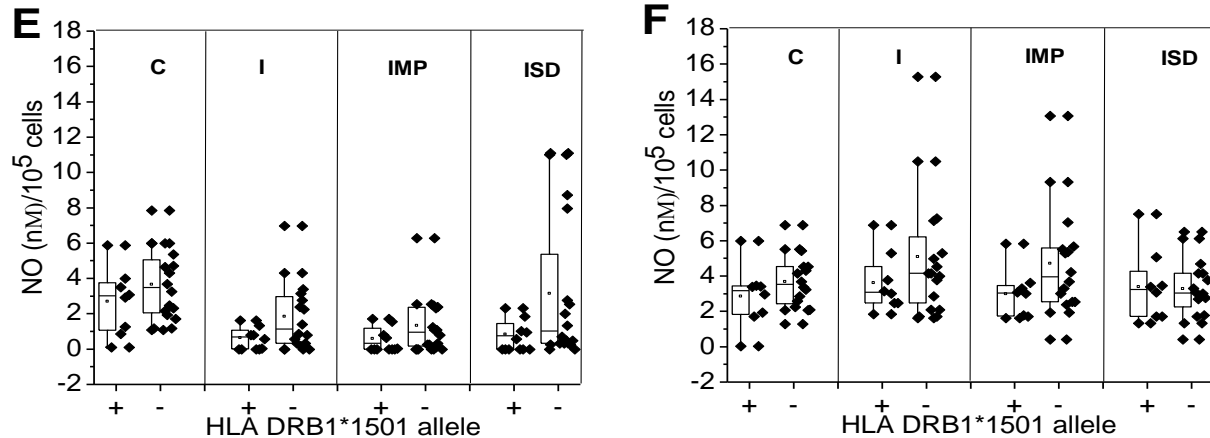 E
18
16
14
12
10
8
6
4
2
0
-2
NO (nM)/10^5 cells
C I IMP ISD
+ - + - + - + -
HLA DRB1*1501 allele
F
18
16
14
12
10
8
6
4
2
0
-2
NO (nM)/10^5 cells
C I IMP ISD
+ - + - + - + -
HLA DRB1*1501 allele